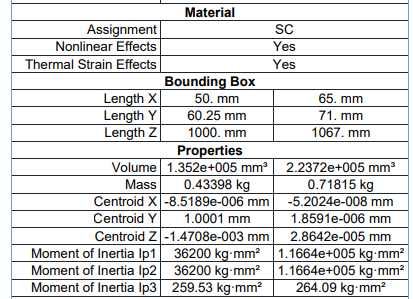 Material
Assignment SC
Nonlinear Effects Yes
Thermal Strain Effects Yes
Bounding Box
Length X 50. mm 65. mm
Length Y 60.25 mm 71. mm
Length Z 1000. mm 1067. mm
Properties
Volume 1.352e+005 mm³ 2.2372e+005 mm³
Mass 0.43398 kg 0.71815 kg
Centroid X -8.5189e-006 mm -5.2024e-008 mm
Centroid Y 1.0001 mm 1.8591e-006 mm
Centroid Z -1.4708e-003 mm 2.8642e-005 mm
Moment of Inertia Ip1 36200 kg·mm² 1.1664e+005 kg·mm²
Moment of Inertia Ip2 36200 kg·mm² 1.1664e+005 kg·mm²
Moment of Inertia Ip3 259.53 kg·mm² 264.09 kg·mm²